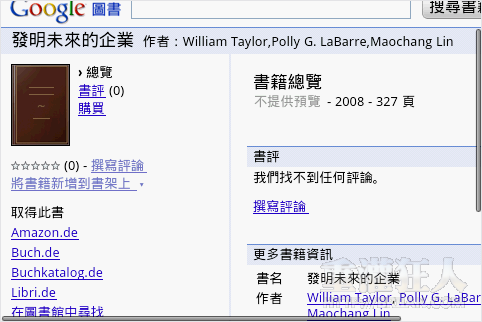 Google 圖書
搜尋書籍
發明未來的企業 作者：William Taylor,Polly G. LaBarre,Maochang Lin
› 總覽
書評 (0)
購買
☆☆☆☆☆ (0) - 撰寫評論
將書籍新增到書架上 ▾
取得此書
Amazon.de
Buch.de
Buchkatalog.de
Libri.de
在圖書館中尋找
書籍總覽
不提供預覽 - 2008 - 327 頁
書評
我們找不到任何評論。
撰寫評論
更多書籍資訊
書名 發明未來的企業
作者 William Taylor, Polly G. LaBar
Maochang Lin
電獺狂人